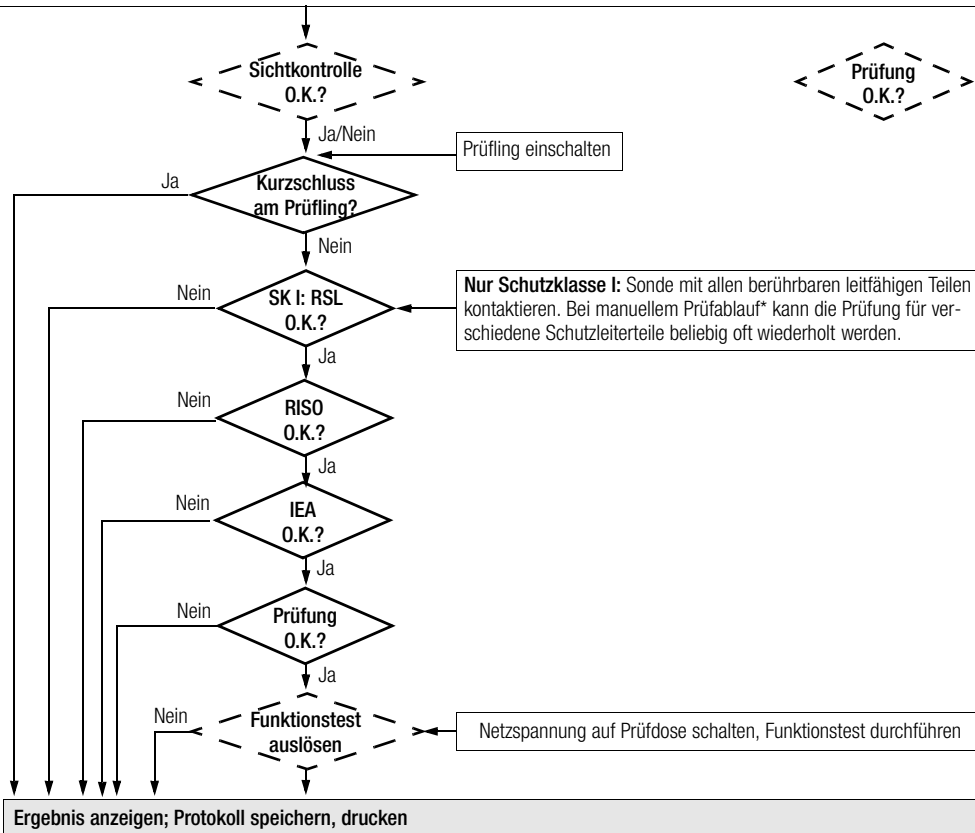 Sichtkontrolle
O.K.?
Prüfung
O.K.?
Ja/Nein
Prüfling einschalten
Ja
Kurzschluss
am Prüfling?
Nein
Nein
SK I: RSL
O.K.?
Nur Schutzklasse I: Sonde mit allen berührbaren leitfähigen Teilen
kontaktieren. Bei manuellem Prüfablauf* kann die Prüfung für ver-
schiedene Schutzleiterteile beliebig oft wiederholt werden.
Ja
Nein
RISO
O.K.?
Ja
Nein
IEA
O.K.?
Ja
Nein
Prüfung
O.K.?
Ja
Nein
Funktionstest
auslösen
Netzspannung auf Prüfdose schalten, Funktionstest durchführen
Ergebnis anzeigen; Protokoll speichern, drucken